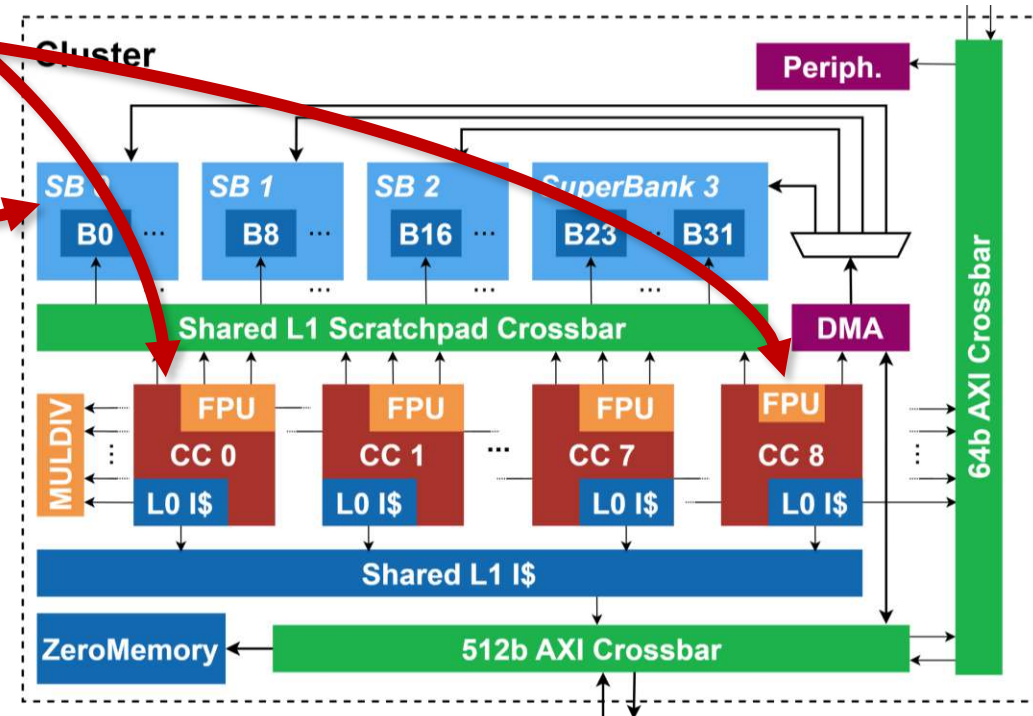 Cluster
Periph.
SB 0
SB 1
SB 2
SuperBank 3
B0 ...
B8 ...
B16 ...
B23 ... B31
...
...
...
Shared L1 Scratchpad Crossbar
DMA
64b AXI Crossbar
MULDIV
FPU
FPU
FPU
FPU
CC 0
CC 1
...
CC 7
CC 8
L0 I$
L0 I$
L0 I$
L0 I$
Shared L1 I$
ZeroMemory
512b AXI Crossbar